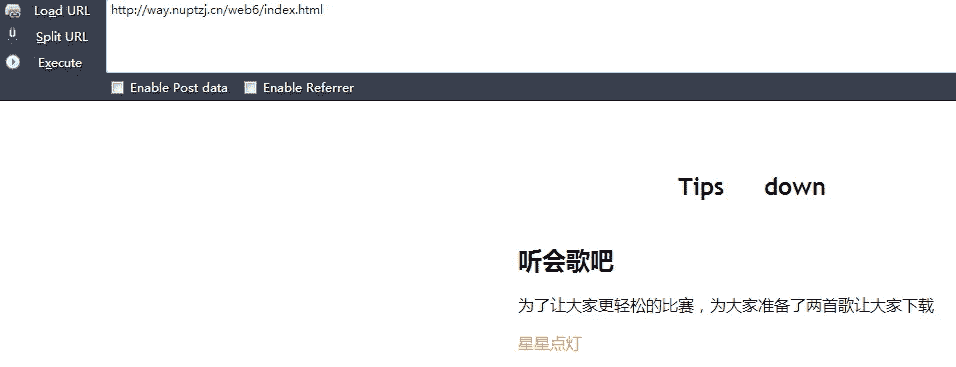 Load URL
http://way.nuptzj.cn/web6/index.html
Split URL
Execute
Enable Post data Enable Referrer
Tips down
听会歌吧
为了让大家更轻松的比赛，为大家准备了两首歌让大家下载
星星点灯